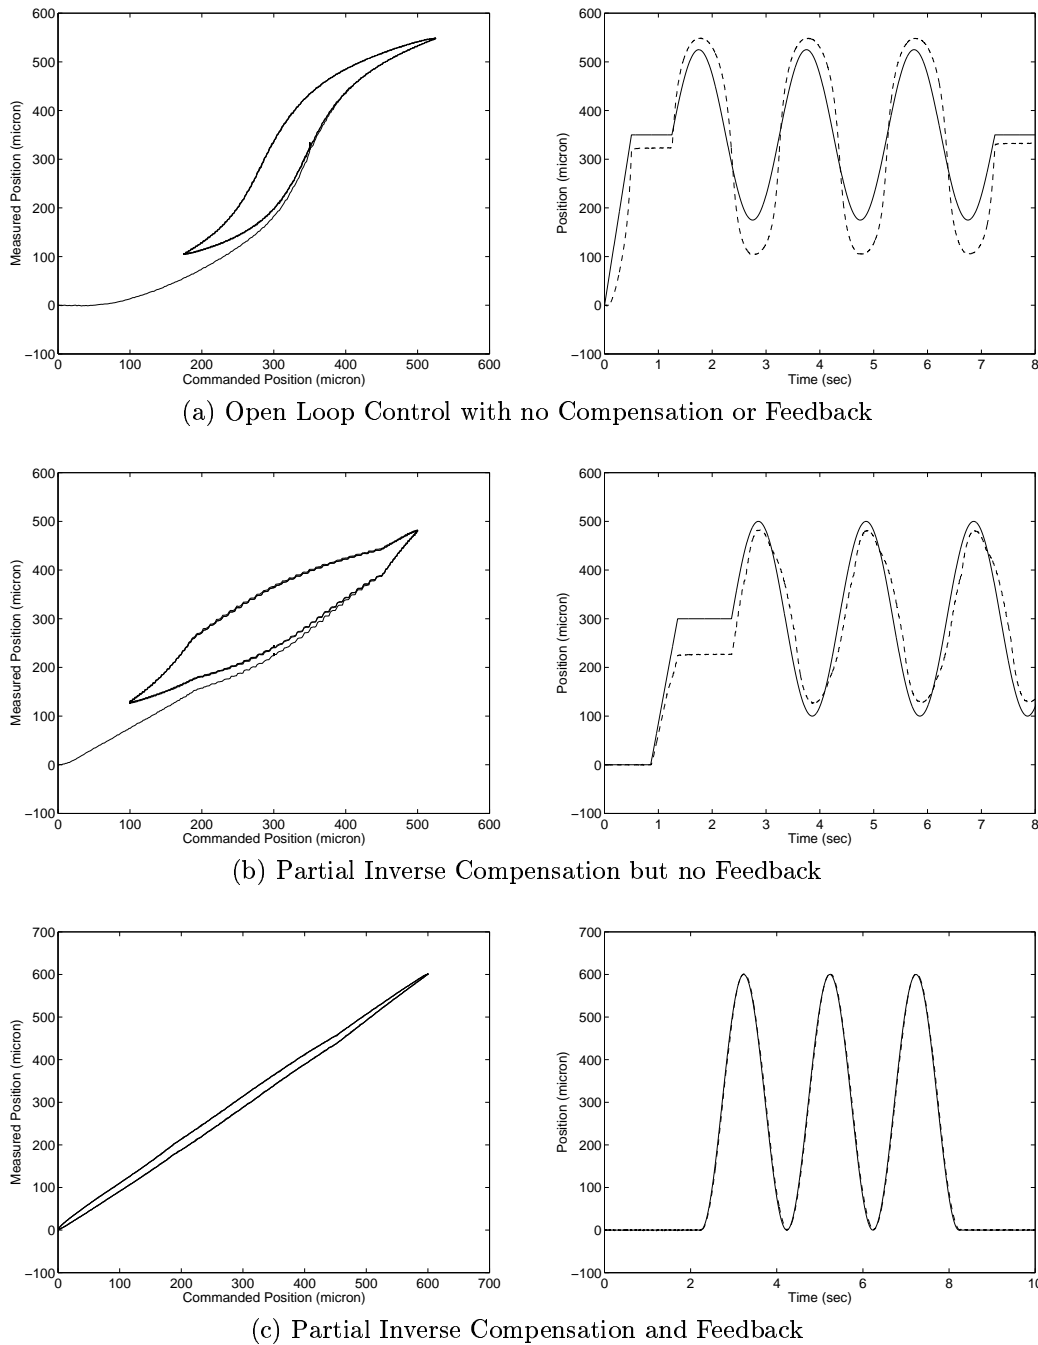 600
500
400
300
200
100
0
−100
0 100 200 300 400 500 600
Measured Position (micron)
Commanded Position (micron)
600
500
400
300
200
100
0
−100
0 1 2 3 4 5 6 7 8
Position (micron)
Time (sec)
(a) Open Loop Control with no Compensation or Feedback
600
500
400
300
200
100
0
−100
0 100 200 300 400 500 600
Measured Position (micron)
Commanded Position (micron)
600
500
400
300
200
100
0
−100
0 1 2 3 4 5 6 7 8
Position (micron)
Time (sec)
(b) Partial Inverse Compensation but no Feedback
700
600
500
400
300
200
100
0
−100
0 100 200 300 400 500 600 700
Measured Position (micron)
Commanded Position (micron)
700
600
500
400
300
200
100
0
−100
0 2 4 6 8 10
Position (micron)
Time (sec)
(c) Partial Inverse Compensation and Feedback